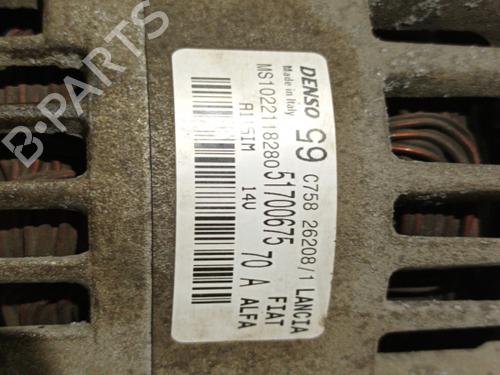 DENSO 59 C758 26208/1 LANCIA
Made in Italy
MS1022118280 51700675 FIAT
A115IM 14V 70 A ALFA
B-PARTS